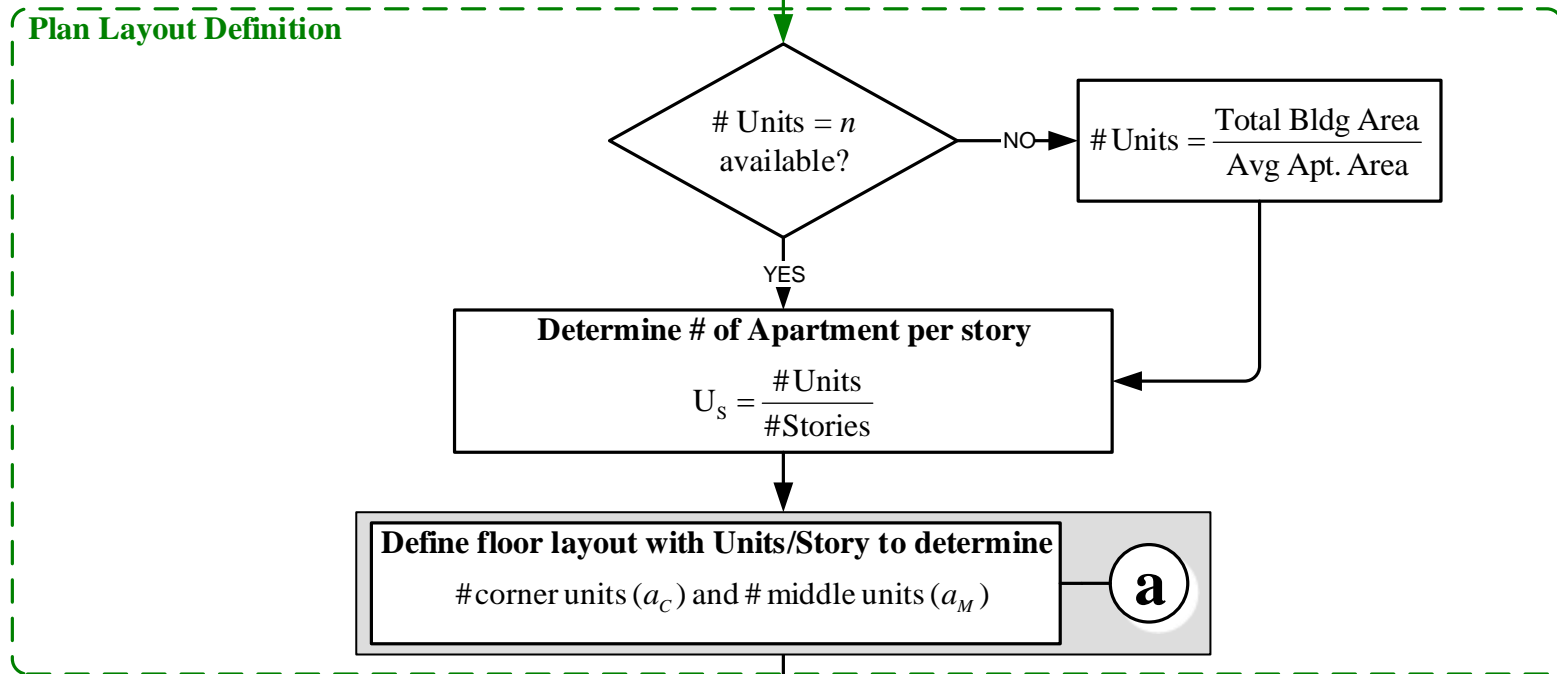 Plan Layout Definition
# Units = n
available?
NO
# Units = Total Bldg Area / Avg Apt. Area
YES
Determine # of Apartment per story
U_S = # Units / #Stories
Define floor layout with Units/Story to determine
# corner units (a_C) and # middle units (a_M)
a